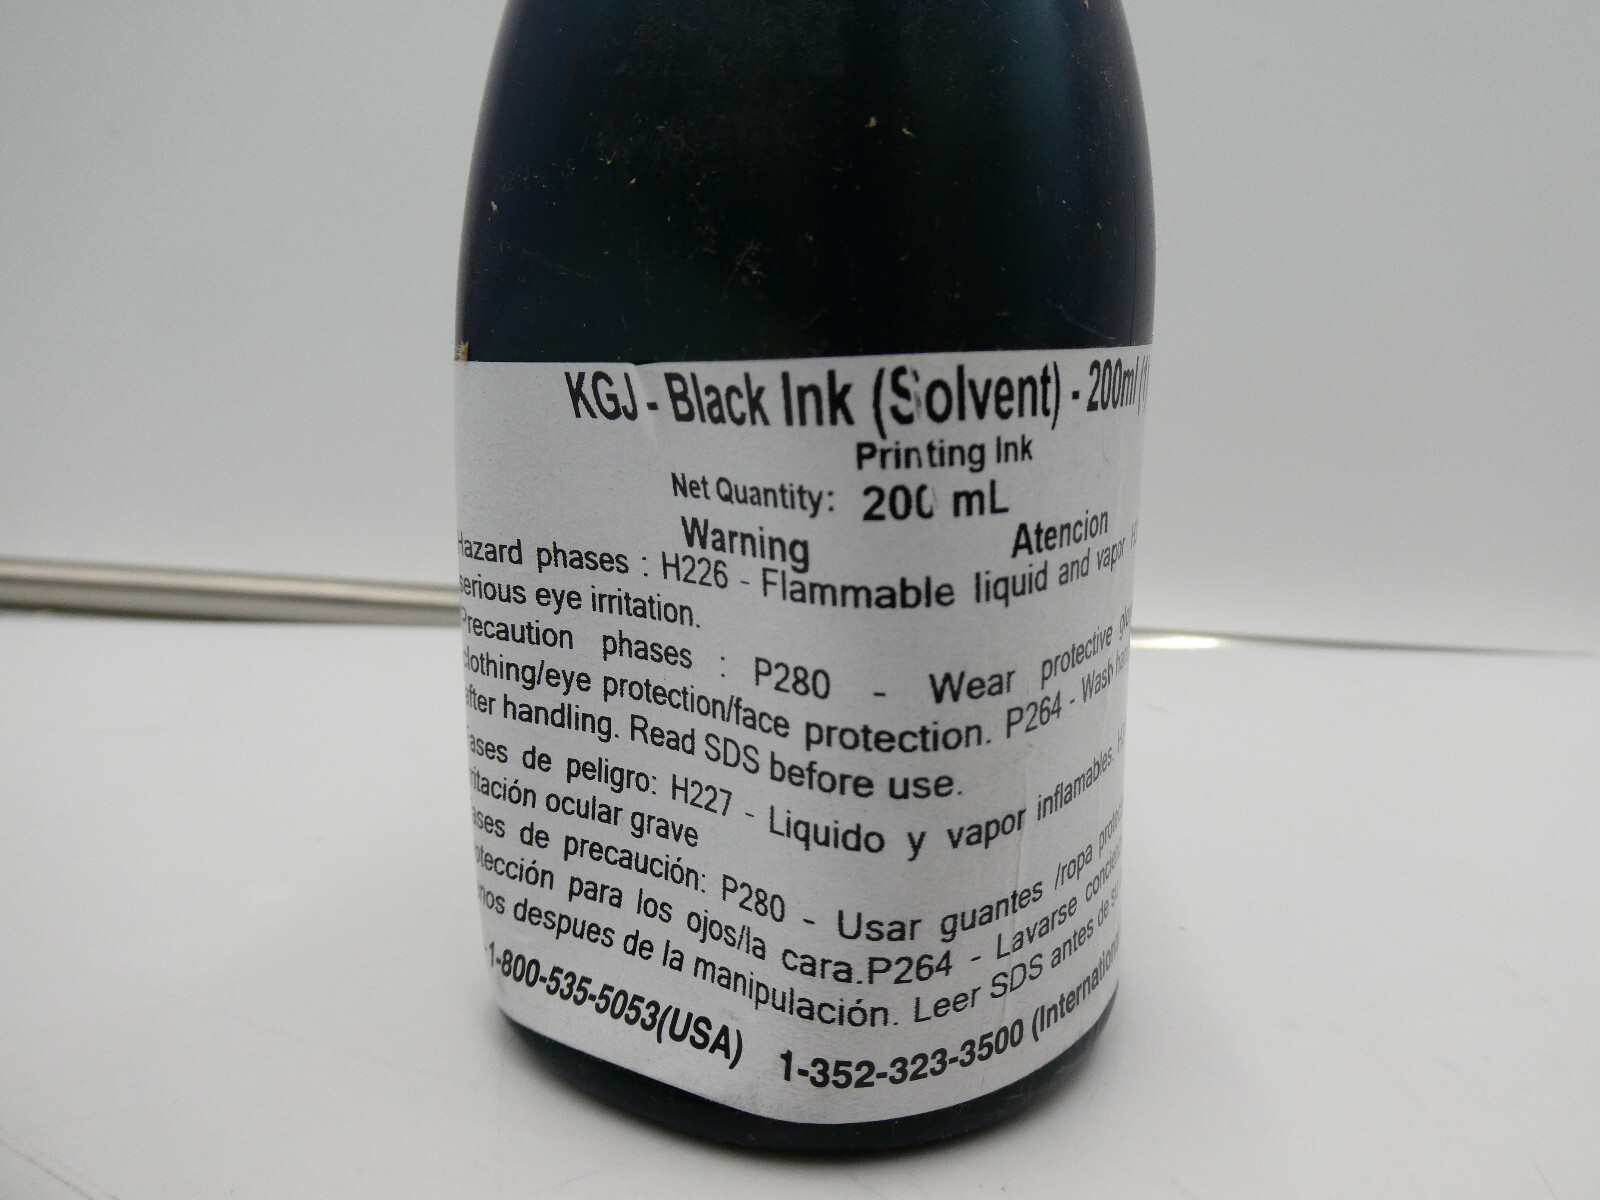 KGJ - Black Ink (Solvent) - 200ml (1
Printing Ink
Net Quantity: 200 mL
Warning Atencion
Hazard phases : H226 - Flammable liquid and vapor
serious eye irritation.
Precaution phases : P280 - Wear protective
clothing/eye protection/face protection. P264 - Wash
after handling. Read SDS before use.
ases de peligro: H227 - Liquido y vapor inflamables.
ritación ocular grave
ases de precaución: P280 - Usar guantes /ropa
otección para los ojos/la cara.P264 - Lavarse
nos despues de la manipulación. Leer SDS antes de
1-800-535-5053(USA) 1-352-323-3500 (Internation